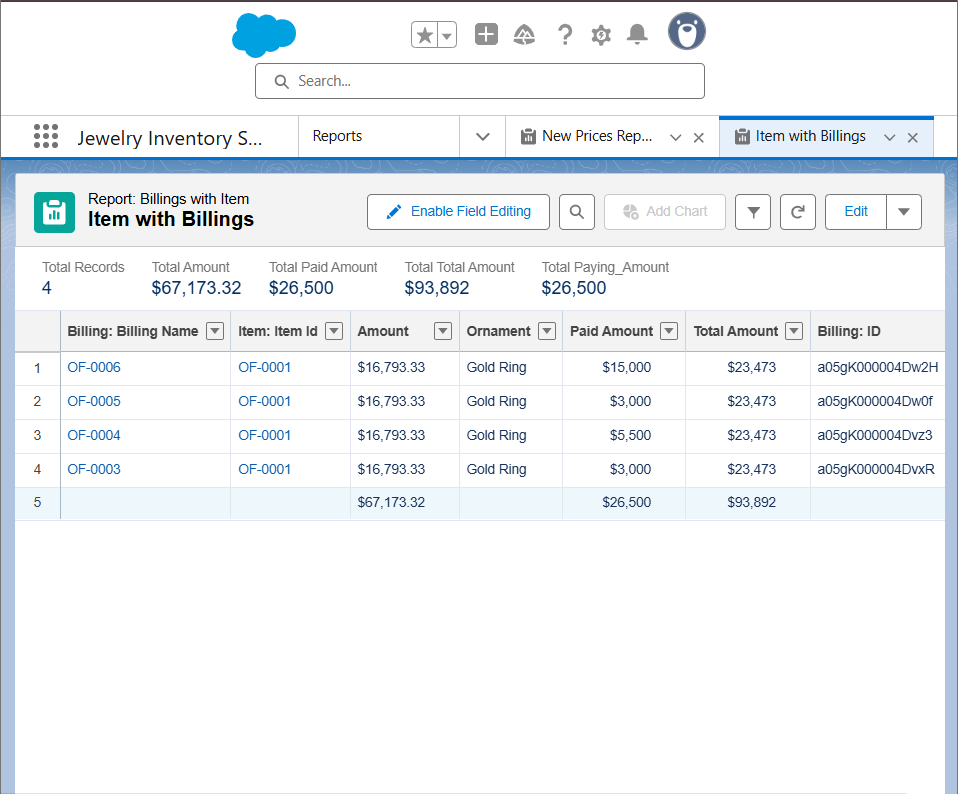 Search...
Jewelry Inventory S...
Reports
New Prices Rep...
Item with Billings
Report: Billings with Item
Item with Billings
Enable Field Editing
Add Chart
Edit
Total Records Total Amount Total Paid Amount Total Total Amount Total Paying_Amount
4 $67,173.32 $26,500 $93,892 $26,500
Billing: Billing Name Item: Item Id Amount Ornament Paid Amount Total Amount Billing: ID
1 OF-0006 OF-0001 $16,793.33 Gold Ring $15,000 $23,473 a05gK000004Dw2H
2 OF-0005 OF-0001 $16,793.33 Gold Ring $3,000 $23,473 a05gK000004Dw0f
3 OF-0004 OF-0001 $16,793.33 Gold Ring $5,500 $23,473 a05gK000004Dvz3
4 OF-0003 OF-0001 $16,793.33 Gold Ring $3,000 $23,473 a05gK000004DvxR
5 $67,173.32 $26,500 $93,892